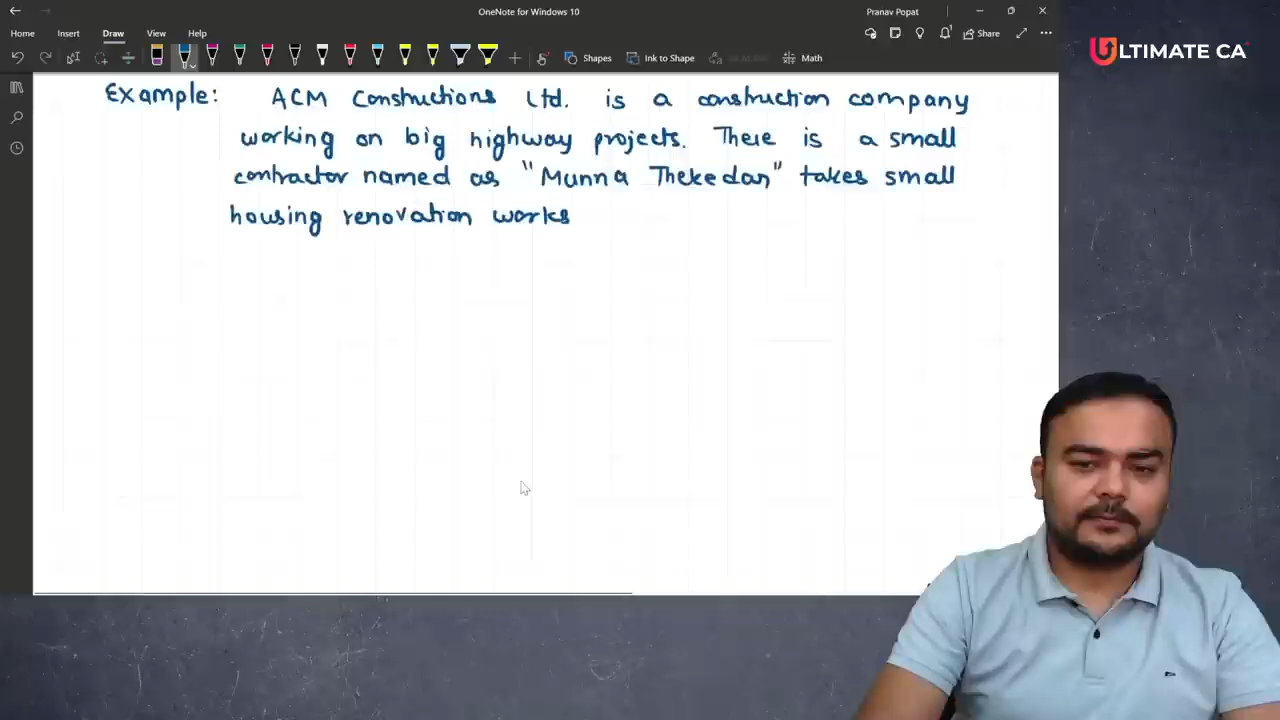 OneNote for Windows 10
Pranav Popat
Home Insert Draw View Help
Share
Shapes
Ink to Shape
Math
ULTIMATE CA
Example: ACM Constuctions Ltd. is a construction company
working on big highway projects. There is a small
contractor named as "Munna Thekedar" takes small
housing renovation works